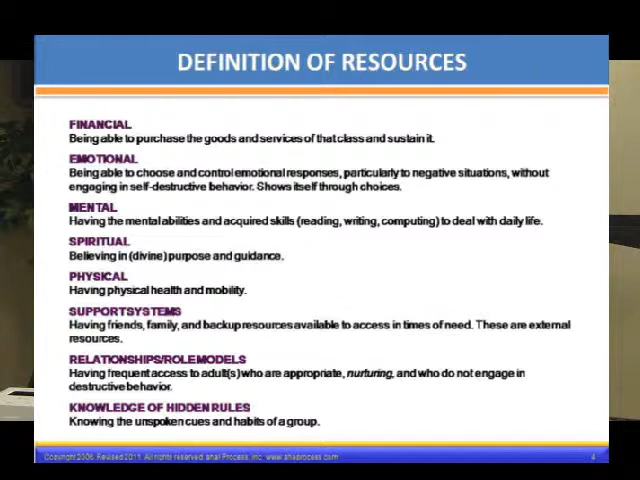 DEFINITION OF RESOURCES
FINANCIAL
Being able to purchase the goods and services of that class and sustain it.
EMOTIONAL
Being able to choose and control emotional responses, particularly to negative situations, without
engaging in self-destructive behavior. Shows itself through choices.
MENTAL
Having the mental abilities and acquired skills (reading, writing, computing) to deal with daily life.
SPIRITUAL
Believing in (divine) purpose and guidance.
PHYSICAL
Having physical health and mobility.
SUPPORT SYSTEMS
Having friends, family, and backup resources available to access in times of need. These are external
resources.
RELATIONSHIPS/ROLE MODELS
Having frequent access to adult(s) who are appropriate, nurturing, and who do not engage in
destructive behavior.
KNOWLEDGE OF HIDDEN RULES
Knowing the unspoken cues and habits of a group.
Copyright 2006. Revised 2011. All rights reserved. aha! Process, Inc. www.ahaprocess.com 4